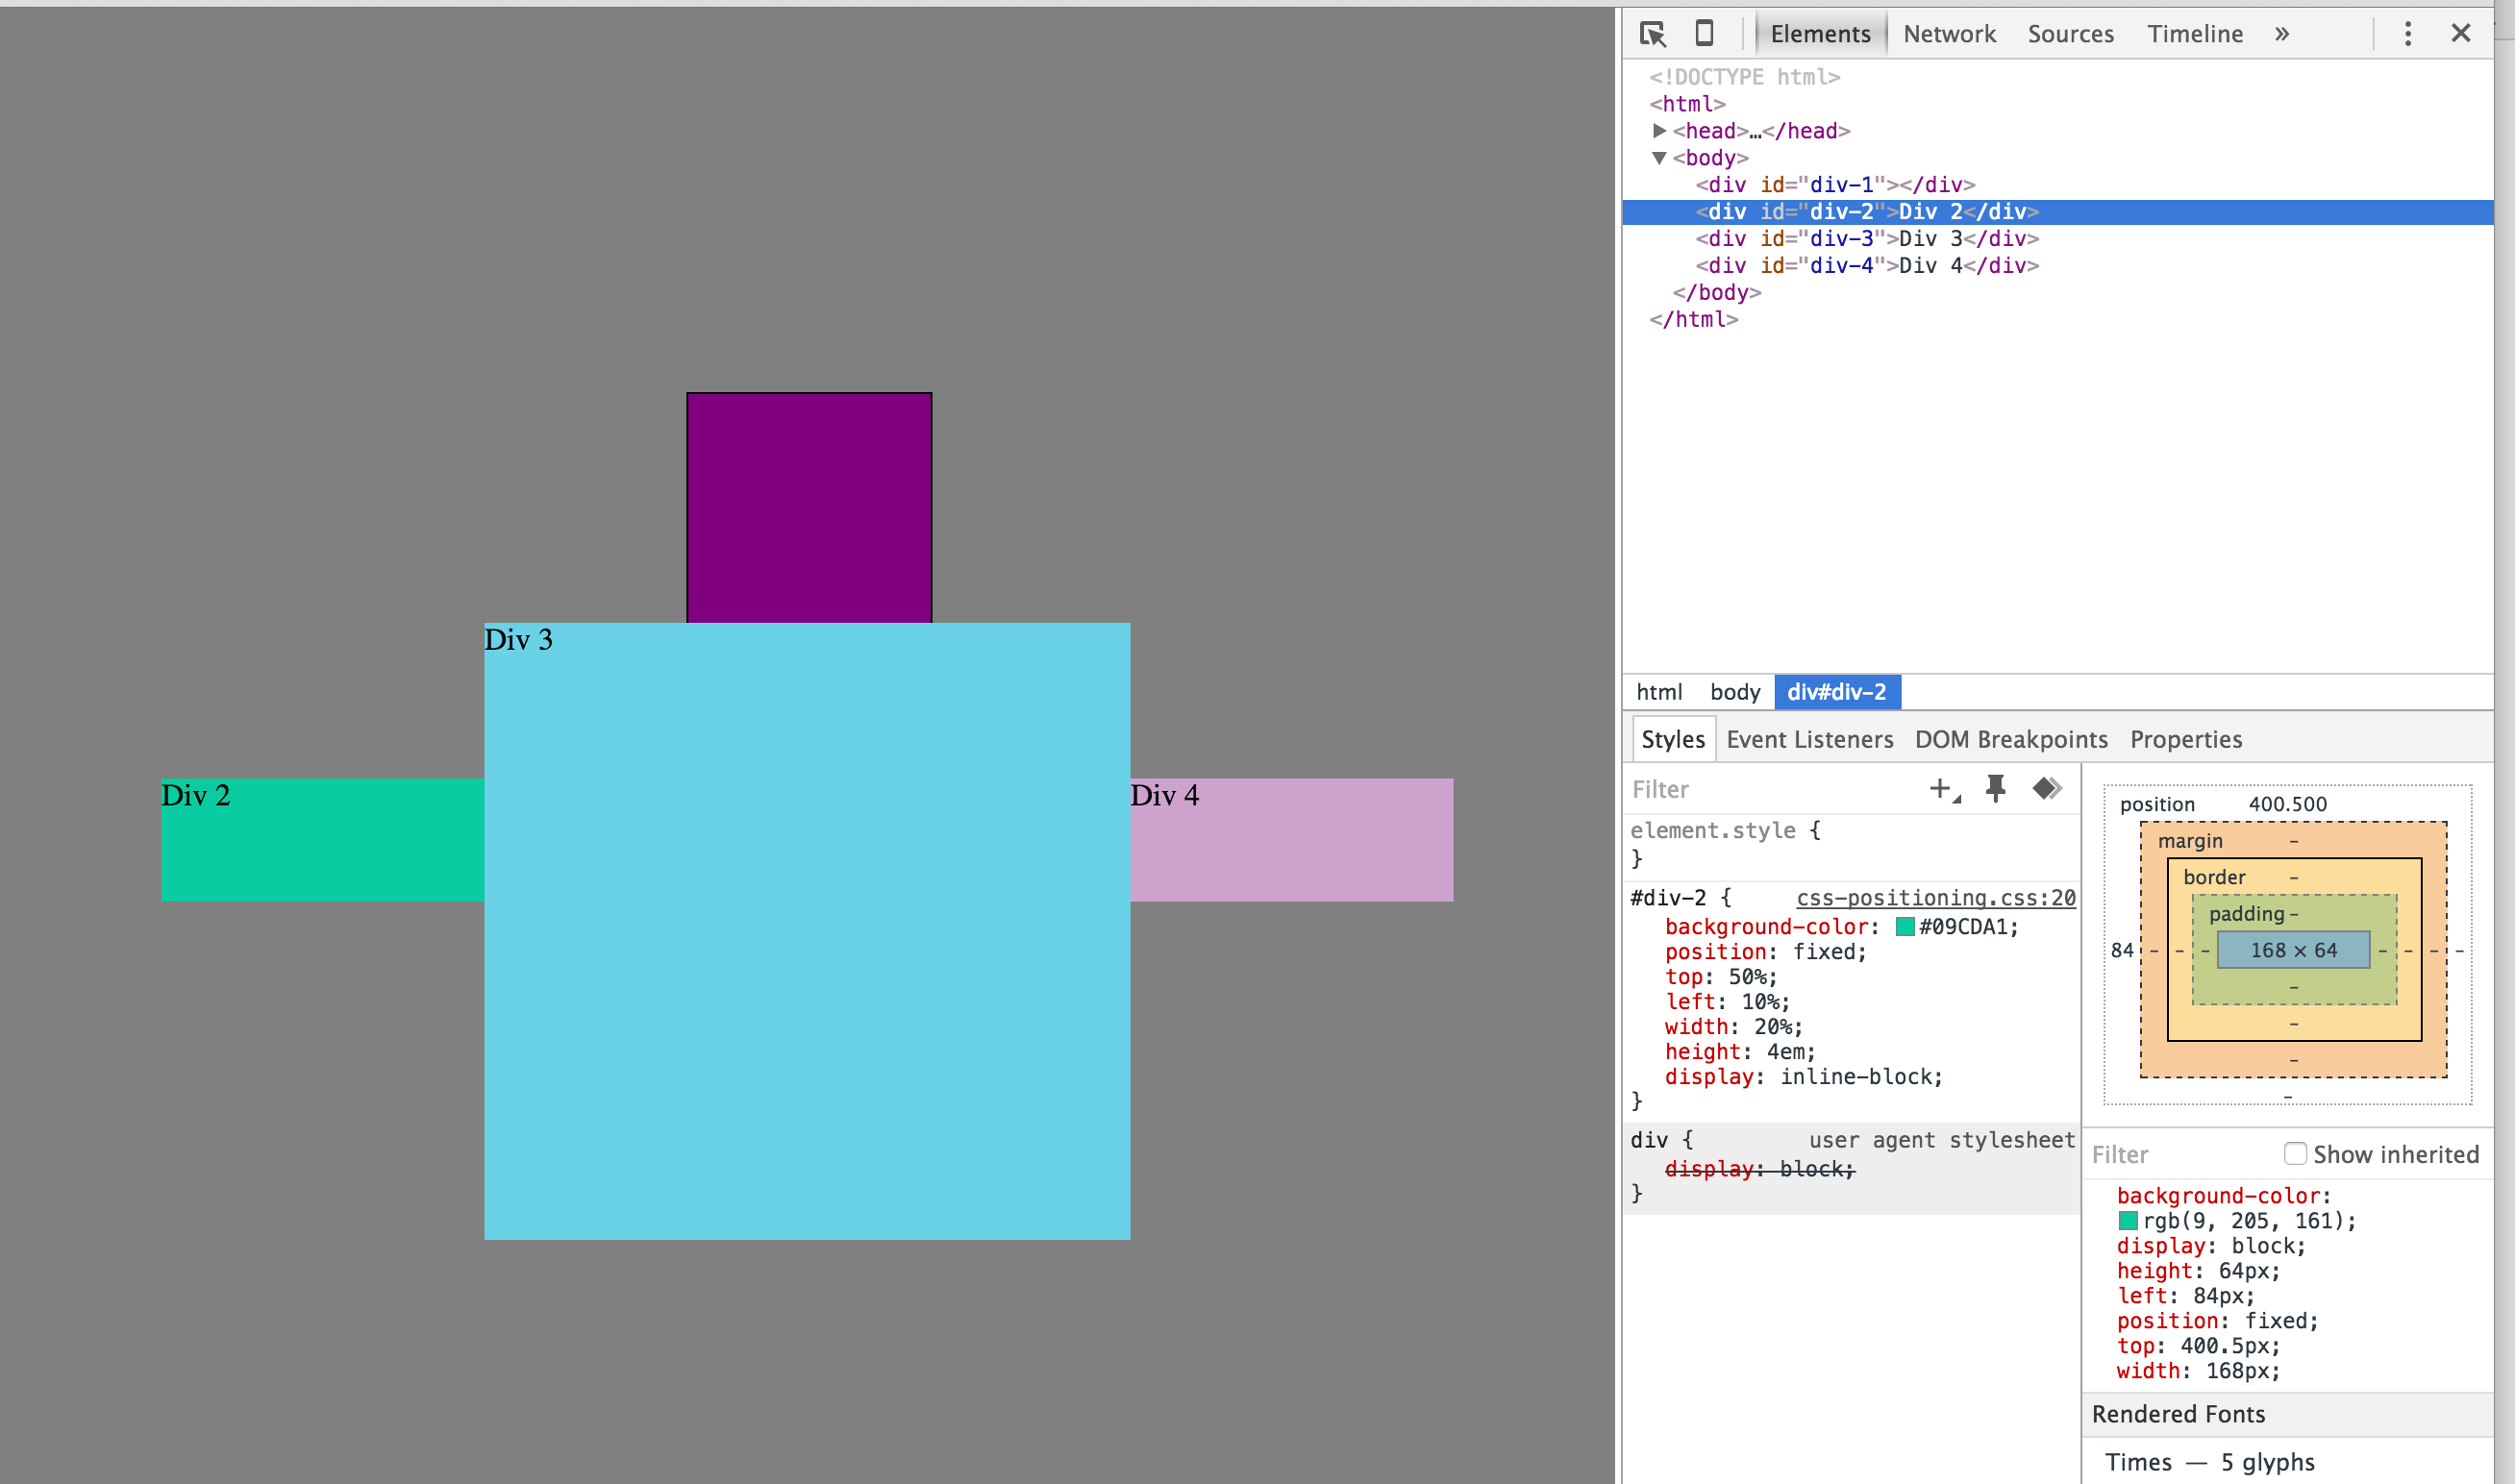 Div 3
Div 2
Div 4
Elements Network Sources Timeline »
<!DOCTYPE html>
<html>
<head>…</head>
<body>
<div id="div-1"></div>
<div id="div-2">Div 2</div>
<div id="div-3">Div 3</div>
<div id="div-4">Div 4</div>
</body>
</html>
html body div#div-2
Styles Event Listeners DOM Breakpoints Properties
Filter
element.style {
}
#div-2 { css-positioning.css:20
background-color: #09CDA1;
position: fixed;
top: 50%;
left: 10%;
width: 20%;
height: 4em;
display: inline-block;
}
div { user agent stylesheet
display: block;
}
position 400.500
margin –
border –
padding –
84 – – – 168 × 64 – – – –
–
–
–
–
Filter Show inherited
background-color:
rgb(9, 205, 161);
display: block;
height: 64px;
left: 84px;
position: fixed;
top: 400.5px;
width: 168px;
Rendered Fonts
Times — 5 glyphs